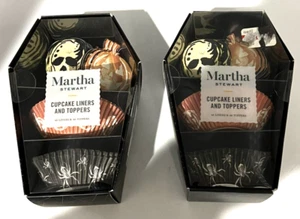 Martha
STEWART
CUPCAKE LINERS
AND TOPPERS
Martha
STEWART
CUPCAKE LINERS
AND TOPPERS